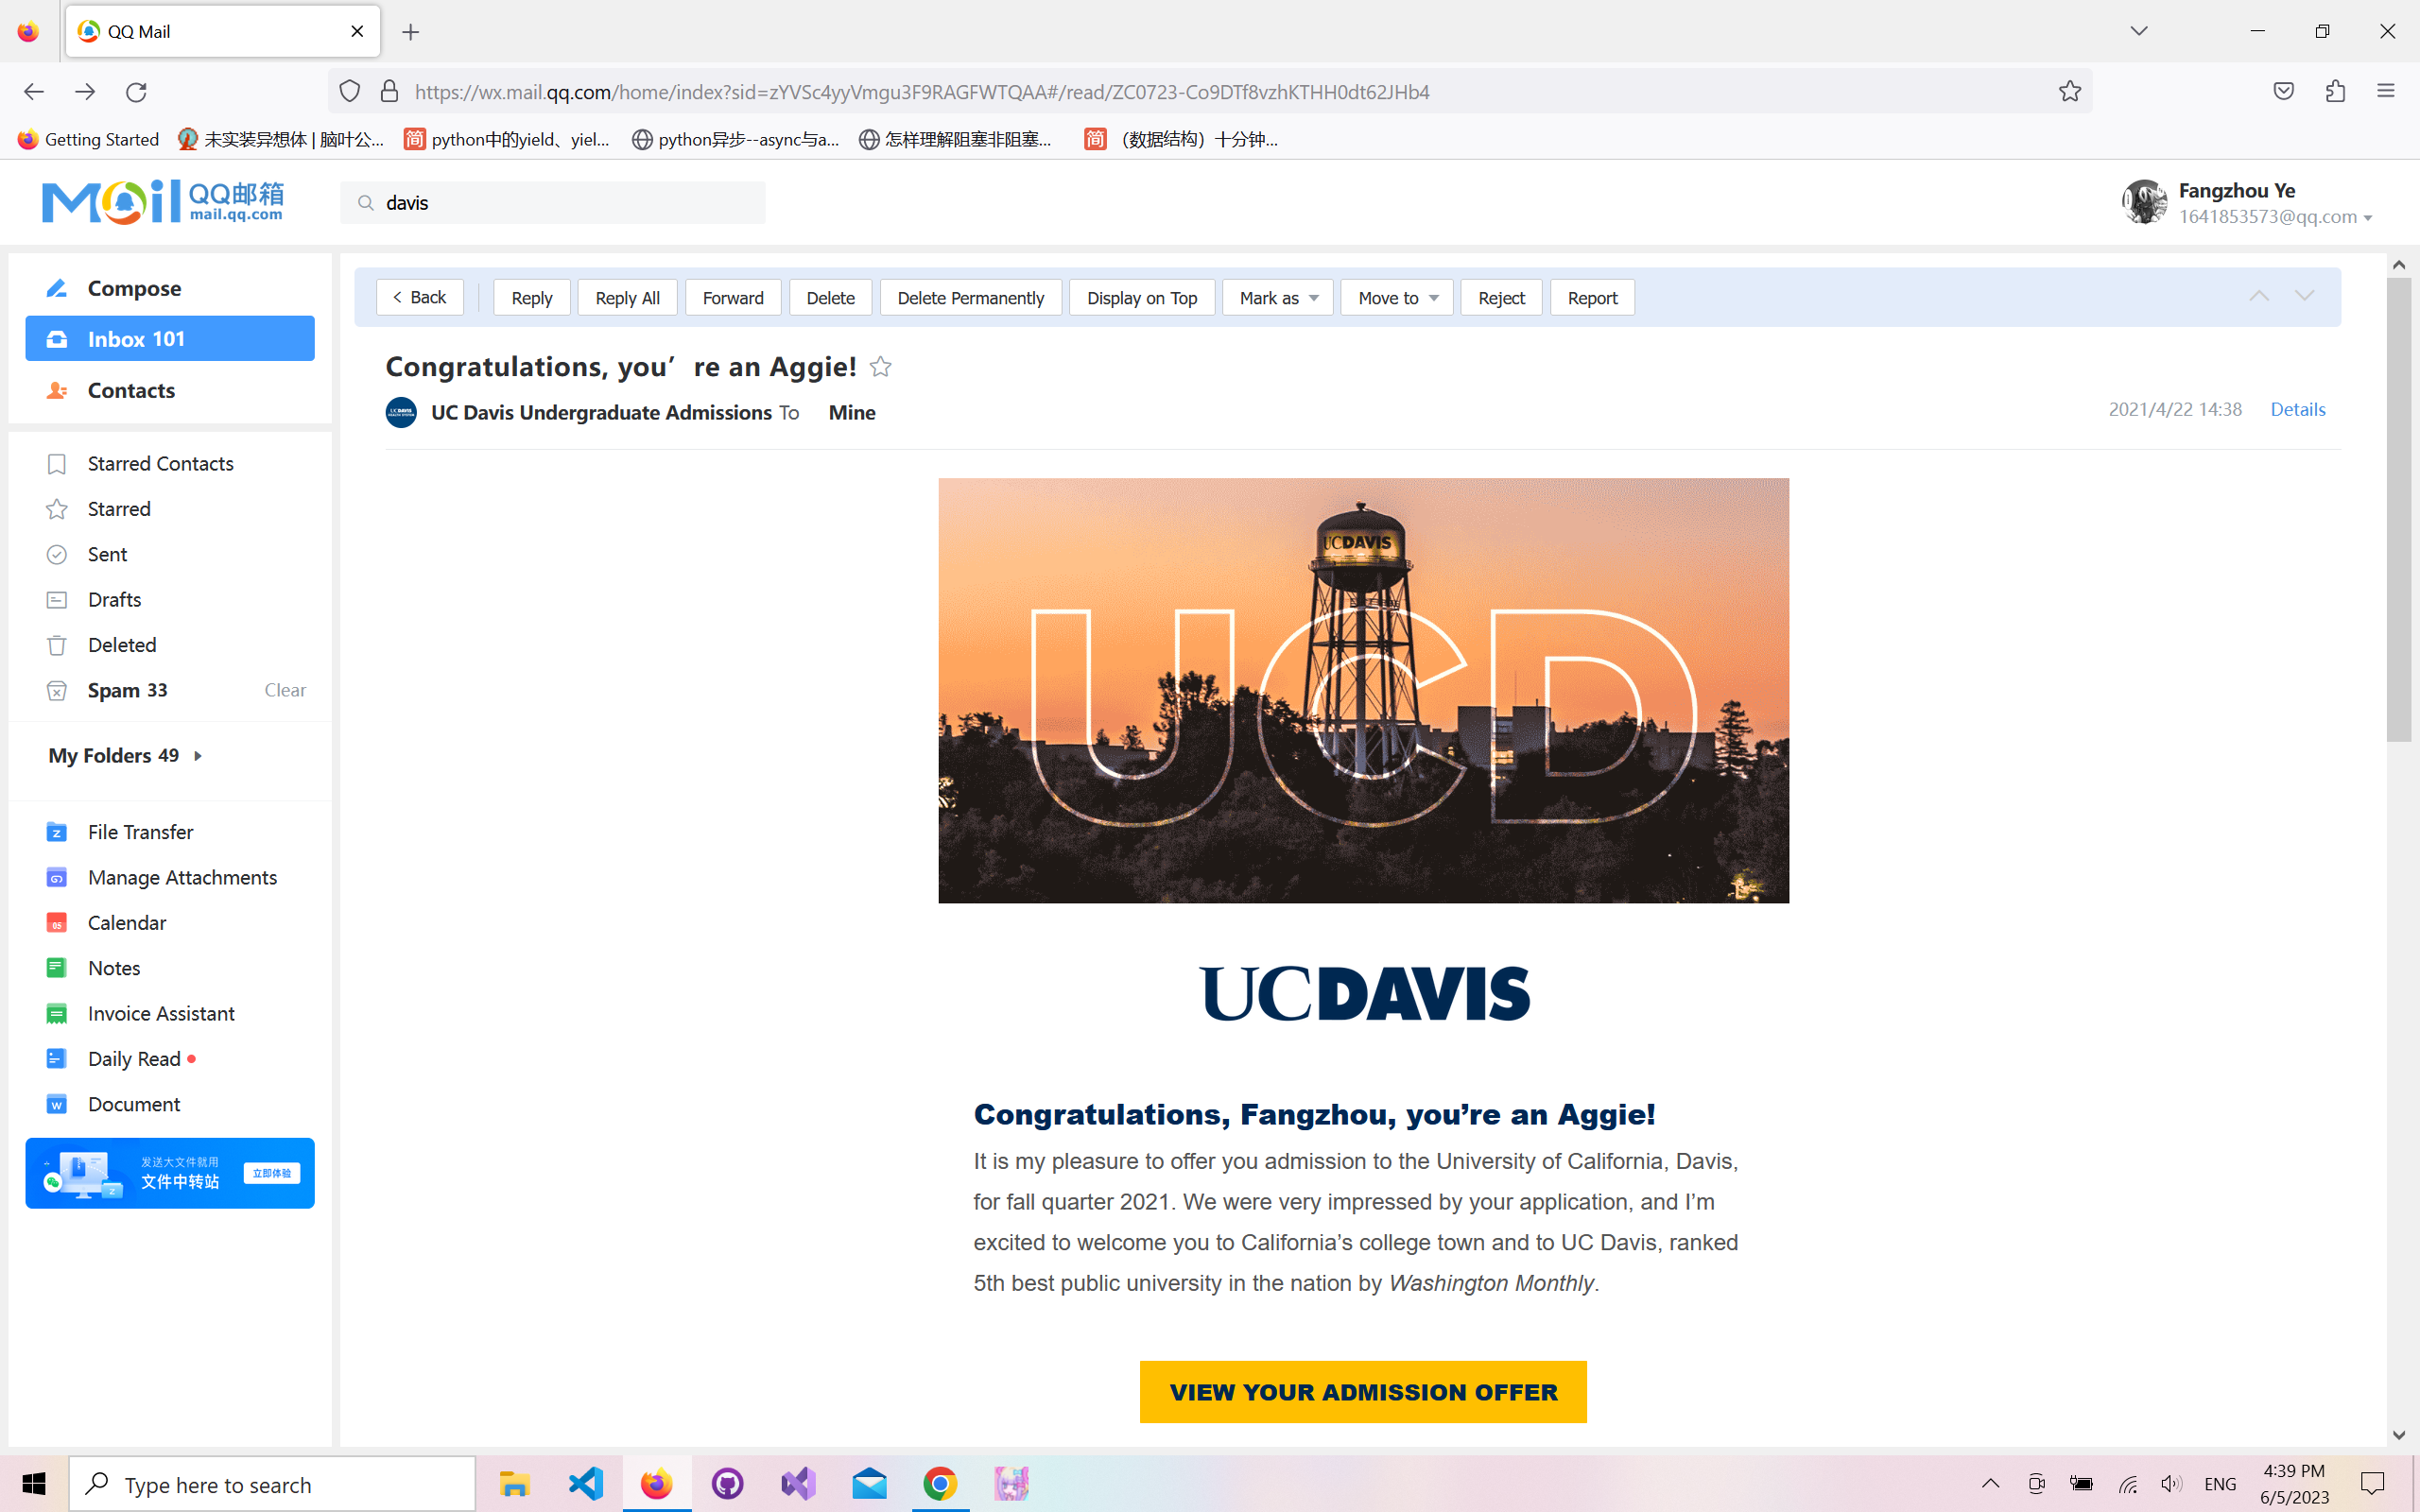 QQ Mail
https://wx.mail.qq.com/home/index?sid=zYVSc4yyVmgu3F9RAGFWTQAA#/read/ZC0723-Co9DTf8vzhKTHH0dt62JHb4
Getting Started
未实装异想体 | 脑叶公...
简 python中的yield、yiel...
python异步--async与a...
怎样理解阻塞非阻塞...
简 （数据结构）十分钟...
Mail QQ邮箱
mail.qq.com
davis
Fangzhou Ye
1641853573@qq.com
Compose
Inbox 101
Contacts
Starred Contacts
Starred
Sent
Drafts
Deleted
Spam 33 Clear
My Folders 49
File Transfer
Manage Attachments
05 Calendar
Notes
Invoice Assistant
Daily Read
Document
发送大文件就用
文件中转站
立即体验
Back Reply Reply All Forward Delete Delete Permanently Display on Top Mark as Move to Reject Report
Congratulations, you’re an Aggie!
UC Davis Undergraduate Admissions To Mine
2021/4/22 14:38 Details
UCDAVIS
UCD
UCDAVIS
Congratulations, Fangzhou, you’re an Aggie!
It is my pleasure to offer you admission to the University of California, Davis,
for fall quarter 2021. We were very impressed by your application, and I’m
excited to welcome you to California’s college town and to UC Davis, ranked
5th best public university in the nation by Washington Monthly.
VIEW YOUR ADMISSION OFFER
Type here to search
ENG
4:39 PM
6/5/2023